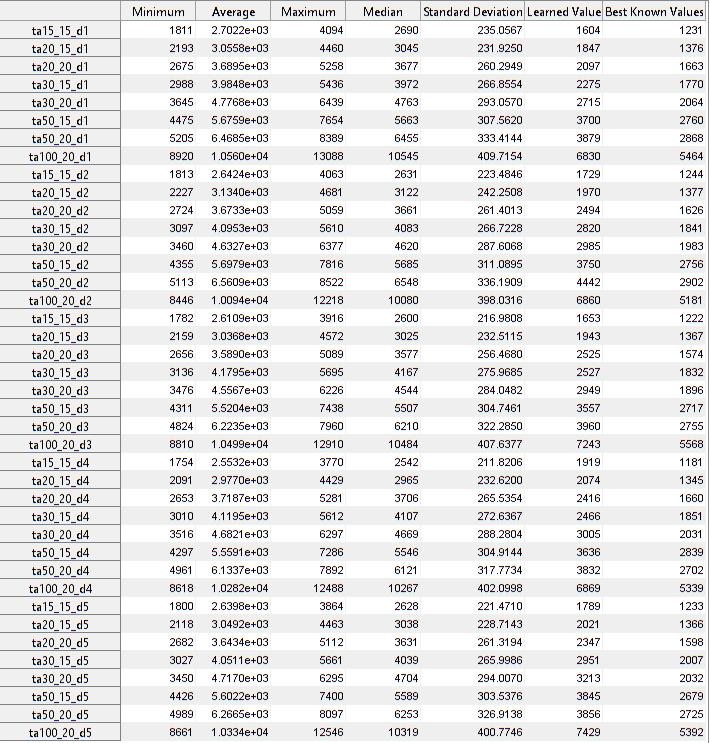 Minimum Average Maximum Median Standard Deviation Learned Value Best Known Values
ta15_15_d1 1811 2.7022e+03 4094 2690 235.0567 1604 1231
ta20_15_d1 2193 3.0558e+03 4460 3045 231.9250 1847 1376
ta20_20_d1 2675 3.6895e+03 5258 3677 260.2949 2097 1663
ta30_15_d1 2988 3.9848e+03 5436 3972 266.8554 2275 1770
ta30_20_d1 3645 4.7768e+03 6439 4763 293.0570 2715 2064
ta50_15_d1 4475 5.6759e+03 7654 5663 307.5620 3700 2760
ta50_20_d1 5205 6.4685e+03 8389 6455 333.4144 3879 2868
ta100_20_d1 8920 1.0560e+04 13088 10545 409.7154 6830 5464
ta15_15_d2 1813 2.6424e+03 4063 2631 223.4846 1729 1244
ta20_15_d2 2227 3.1340e+03 4681 3122 242.2508 1970 1377
ta20_20_d2 2724 3.6733e+03 5059 3661 261.4013 2494 1626
ta30_15_d2 3097 4.0953e+03 5610 4083 266.7228 2820 1841
ta30_20_d2 3460 4.6327e+03 6377 4620 287.6068 2985 1983
ta50_15_d2 4355 5.6979e+03 7816 5685 311.0895 3750 2756
ta50_20_d2 5113 6.5609e+03 8522 6548 336.1909 4442 2902
ta100_20_d2 8446 1.0094e+04 12218 10080 398.0316 6860 5181
ta15_15_d3 1782 2.6109e+03 3916 2600 216.9808 1653 1222
ta20_15_d3 2159 3.0368e+03 4572 3025 232.5115 1943 1367
ta20_20_d3 2656 3.5890e+03 5089 3577 256.4680 2525 1574
ta30_15_d3 3136 4.1795e+03 5695 4167 275.9685 2527 1832
ta30_20_d3 3476 4.5567e+03 6226 4544 284.0482 2949 1896
ta50_15_d3 4311 5.5204e+03 7438 5507 304.7461 3557 2717
ta50_20_d3 4824 6.2235e+03 7960 6210 322.2850 3960 2755
ta100_20_d3 8810 1.0499e+04 12910 10484 407.6377 7243 5568
ta15_15_d4 1754 2.5532e+03 3770 2542 211.8206 1919 1181
ta20_15_d4 2091 2.9770e+03 4429 2965 232.6200 2074 1345
ta20_20_d4 2653 3.7187e+03 5281 3706 265.5354 2416 1660
ta30_15_d4 3010 4.1195e+03 5612 4107 272.6367 2466 1851
ta30_20_d4 3516 4.6821e+03 6297 4669 288.2804 3005 2031
ta50_15_d4 4297 5.5591e+03 7286 5546 304.9144 3636 2839
ta50_20_d4 4961 6.1337e+03 7892 6121 317.7734 3832 2702
ta100_20_d4 8618 1.0282e+04 12488 10267 402.0998 6869 5339
ta15_15_d5 1800 2.6398e+03 3864 2628 221.4710 1789 1233
ta20_15_d5 2118 3.0492e+03 4463 3038 228.7143 2021 1366
ta20_20_d5 2682 3.6434e+03 5112 3631 261.3194 2347 1598
ta30_15_d5 3027 4.0511e+03 5661 4039 265.9986 2951 2007
ta30_20_d5 3450 4.7170e+03 6295 4704 294.0070 3213 2032
ta50_15_d5 4426 5.6022e+03 7400 5589 303.5376 3845 2679
ta50_20_d5 4989 6.2665e+03 8097 6253 326.9138 3856 2725
ta100_20_d5 8661 1.0334e+04 12546 10319 400.7746 7429 5392